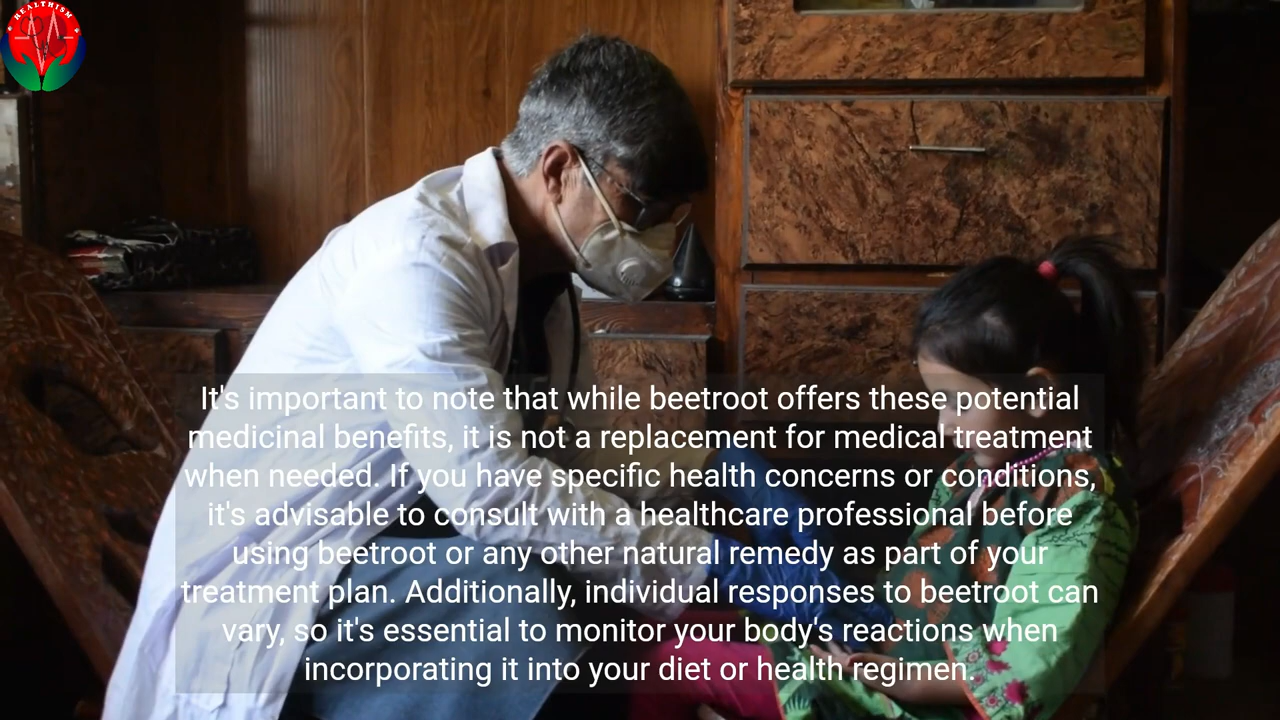 HEALTHISM
It's important to note that while beetroot offers these potential
medicinal benefits, it is not a replacement for medical treatment
when needed. If you have specific health concerns or conditions,
it's advisable to consult with a healthcare professional before
using beetroot or any other natural remedy as part of your
treatment plan. Additionally, individual responses to beetroot can
vary, so it's essential to monitor your body's reactions when
incorporating it into your diet or health regimen.